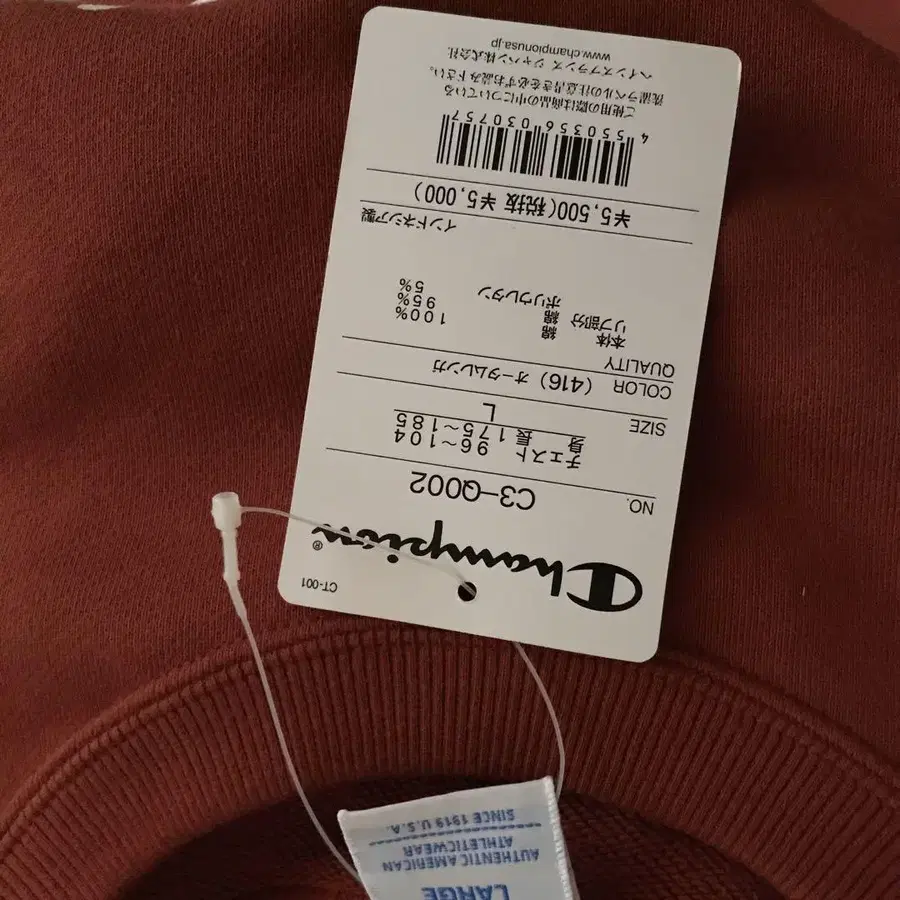 CT-001
Champion®
NO. C3-Q002
チェスト 96~104
身 長 175~185
SIZE L
COLOR (416) オータムレンガ
QUALITY
本体 綿 100%
リブ部分 綿 95%
ポリウレタン 5%
インドネシア製
¥5,500(税抜 ¥5,000)
4550356030757
ご使用の際は商品の中についている
洗濯ラベルの注意書きを必ずお読み下さい。
ヘインズブランズ ジャパン株式会社
www.championusa.jp
LARGE
AUTHENTIC AMERICAN
ATHLETICWEAR
SINCE 1919 U.S.A.